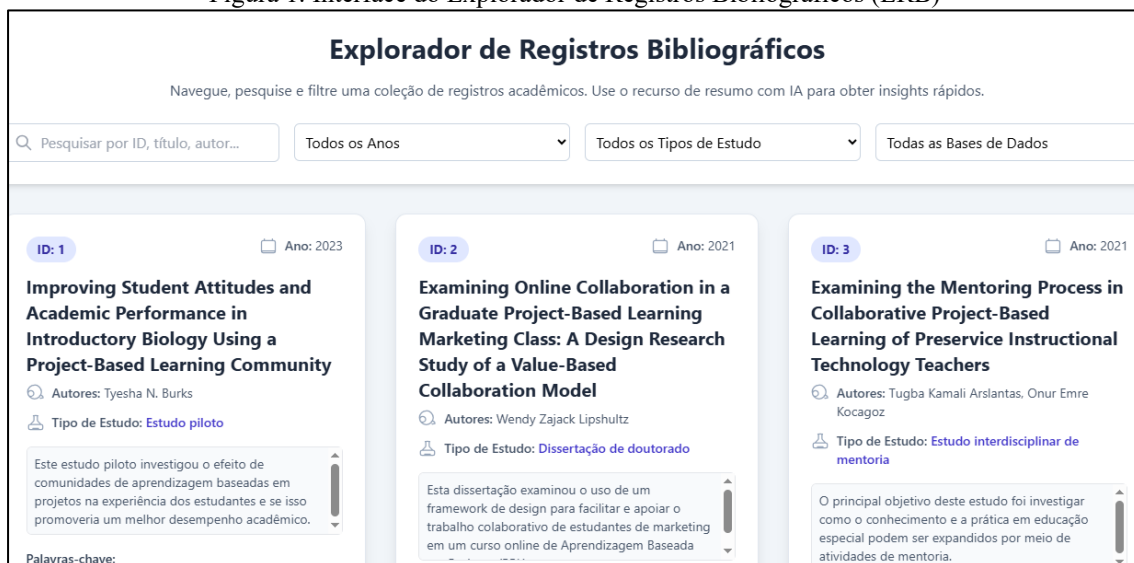 Figura 1: Interface do Explorador de Registros Bibliográficos (ERB)
Explorador de Registros Bibliográficos
Navegue, pesquise e filtre uma coleção de registros acadêmicos. Use o recurso de resumo com IA para obter insights rápidos.
Pesquisar por ID, título, autor...
Todos os Anos
Todos os Tipos de Estudo
Todas as Bases de Dados
ID: 1
Ano: 2023
Improving Student Attitudes and
Academic Performance in
Introductory Biology Using a
Project-Based Learning Community
Autores: Tyesha N. Burks
Tipo de Estudo: Estudo piloto
Este estudo piloto investigou o efeito de
comunidades de aprendizagem baseadas em
projetos na experiência dos estudantes e se isso
promoveria um melhor desempenho acadêmico.
Palavras-chave:
ID: 2
Ano: 2021
Examining Online Collaboration in a
Graduate Project-Based Learning
Marketing Class: A Design Research
Study of a Value-Based
Collaboration Model
Autores: Wendy Zajack Lipshultz
Tipo de Estudo: Dissertação de doutorado
Esta dissertação examinou o uso de um
framework de design para facilitar e apoiar o
trabalho colaborativo de estudantes de marketing
em um curso online de Aprendizagem Baseada
ID: 3
Ano: 2021
Examining the Mentoring Process in
Collaborative Project-Based
Learning of Preservice Instructional
Technology Teachers
Autores: Tugba Kamali Arslantas, Onur Emre
Kocagoz
Tipo de Estudo: Estudo interdisciplinar de
mentoria
O principal objetivo deste estudo foi investigar
como o conhecimento e a prática em educação
especial podem ser expandidos por meio de
atividades de mentoria.